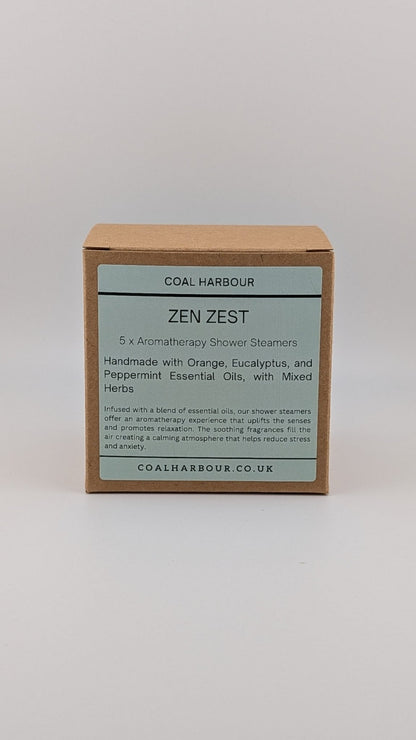 COAL HARBOUR
ZEN ZEST
5 x Aromatherapy Shower Steamers
Handmade with Orange, Eucalyptus, and
Peppermint Essential Oils, with Mixed
Herbs
Infused with a blend of essential oils, our shower steamers
offer an aromatherapy experience that uplifts the senses
and promotes relaxation. The soothing fragrances fill the
air creating a calming atmosphere that helps reduce stress
and anxiety.
COALHARBOUR.CO.UK